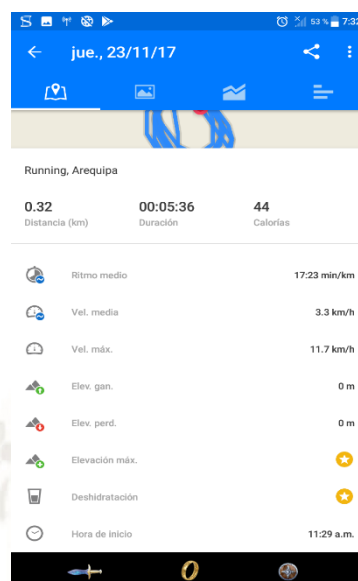 53 % 7:32
jue., 23/11/17
Running, Arequipa
0.32 00:05:36 44
Distancia (km) Duración Calorías
Ritmo medio 17:23 min/km
Vel. media 3.3 km/h
Vel. máx. 11.7 km/h
Elev. gan. 0 m
Elev. perd. 0 m
Elevación máx.
Deshidratación
Hora de inicio 11:29 a.m.